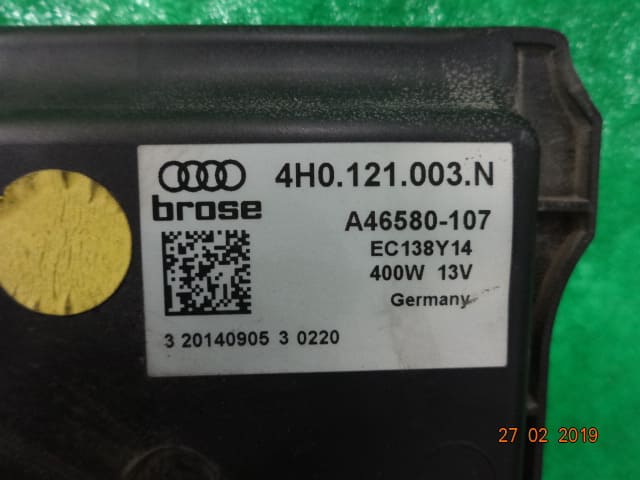 4H0.121.003.N
brose
A46580-107
EC138Y14
400W 13V
Germany
3 20140905 3 0220
27 02 2019